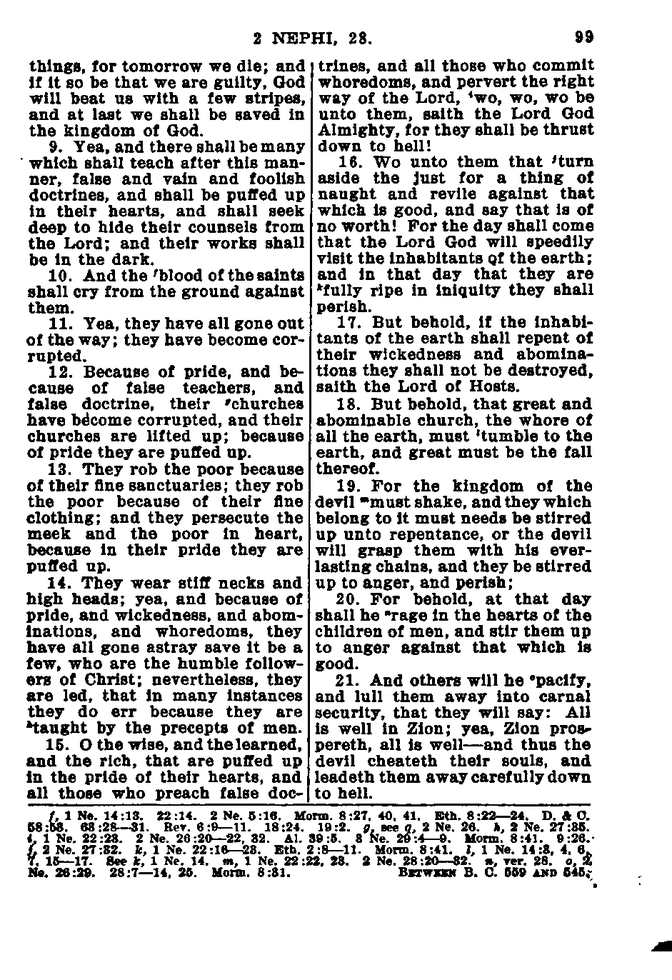 2 NEPHI, 28.
99
things, for tomorrow we die; and
if it so be that we are guilty, God
will beat us with a few stripes,
and at last we shall be saved in
the kingdom of God.
9. Yea, and there shall be many
which shall teach after this man-
ner, false and vain and foolish
doctrines, and shall be puffed up
in their hearts, and shall seek
deep to hide their counsels from
the Lord; and their works shall
be in the dark.
10. And the fblood of the saints
shall cry from the ground against
them.
11. Yea, they have all gone out
of the way; they have become cor-
rupted.
12. Because of pride, and be-
cause of false teachers, and
false doctrine, their gchurches
have become corrupted, and their
churches are lifted up; because
of pride they are puffed up.
13. They rob the poor because
of their fine sanctuaries; they rob
the poor because of their fine
clothing; and they persecute the
meek and the poor in heart,
because in their pride they are
puffed up.
14. They wear stiff necks and
high heads; yea, and because of
pride, and wickedness, and abom-
inations, and whoredoms, they
have all gone astray save it be a
few, who are the humble follow-
ers of Christ; nevertheless, they
are led, that in many instances
they do err because they are
htaught by the precepts of men.
15. O the wise, and the learned,
and the rich, that are puffed up
in the pride of their hearts, and
all those who preach false doc-
trines, and all those who commit
whoredoms, and pervert the right
way of the Lord, iwo, wo, wo be
unto them, saith the Lord God
Almighty, for they shall be thrust
down to hell!
16. Wo unto them that jturn
aside the just for a thing of
naught and revile against that
which is good, and say that is of
no worth! For the day shall come
that the Lord God will speedily
visit the inhabitants of the earth;
and in that day that they are
kfully ripe in iniquity they shall
perish.
17. But behold, if the inhabi-
tants of the earth shall repent of
their wickedness and abomina-
tions they shall not be destroyed,
saith the Lord of Hosts.
18. But behold, that great and
abominable church, the whore of
all the earth, must ltumble to the
earth, and great must be the fall
thereof.
19. For the kingdom of the
devil mmust shake, and they which
belong to it must needs be stirred
up unto repentance, or the devil
will grasp them with his ever-
lasting chains, and they be stirred
up to anger, and perish;
20. For behold, at that day
shall he nrage in the hearts of the
children of men, and stir them up
to anger against that which is
good.
21. And others will he opacify,
and lull them away into carnal
security, that they will say: All
is well in Zion; yea, Zion pros-
pereth, all is well—and thus the
devil cheateth their souls, and
leadeth them away carefully down
to hell.
f, 1 Ne. 14:13. 22:14. 2 Ne. 5:16. Morm. 8:27, 40, 41. Eth. 8:22—24. D. & C.
58:53. 63:28—31. Rev. 6:9—11. 18:24. 19:2. g, see g, 2 Ne. 26. h, 2 Ne. 27:35.
i, 1 Ne. 22:23. 2 Ne. 26:20—22, 32. Al. 39:5. 3 Ne. 29:4—9. Morm. 8:41. 9:26.
j, 2 Ne. 27:32. k, 1 Ne. 22:16—23. Eth. 2:8—11. Morm. 8:41. l, 1 Ne. 14:3, 4, 6,
7, 15—17. See k, 1 Ne. 14. m, 1 Ne. 22:22, 23. 2 Ne. 28:20—32. n, ver. 28. o, 2
Ne. 26:29. 28:7—14, 25. Morm. 8:31.
BETWEEN B. C. 559 AND 545.